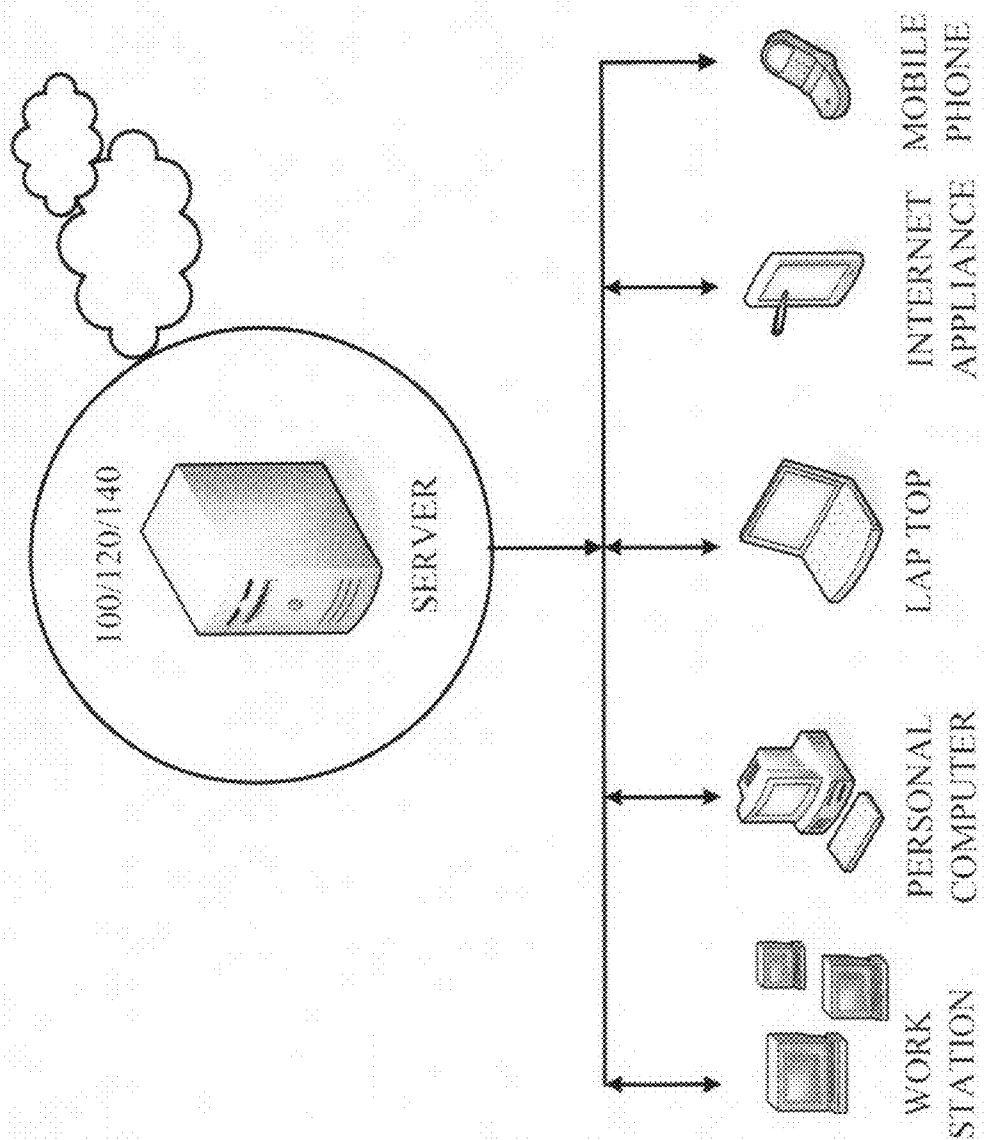 100/120/140
SERVER
WORK
STATION
PERSONAL
COMPUTER
LAP TOP
INTERNET
APPLIANCE
MOBILE
PHONE